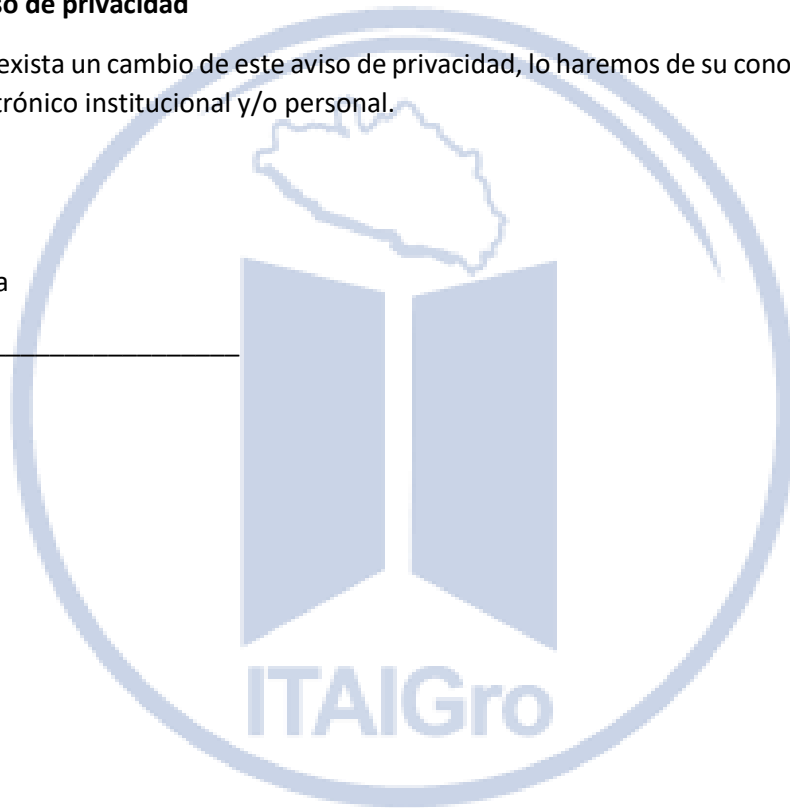 so de privacidad
exista un cambio de este aviso de privacidad, lo haremos de su cono
trónico institucional y/o personal.
a
ITAIGro